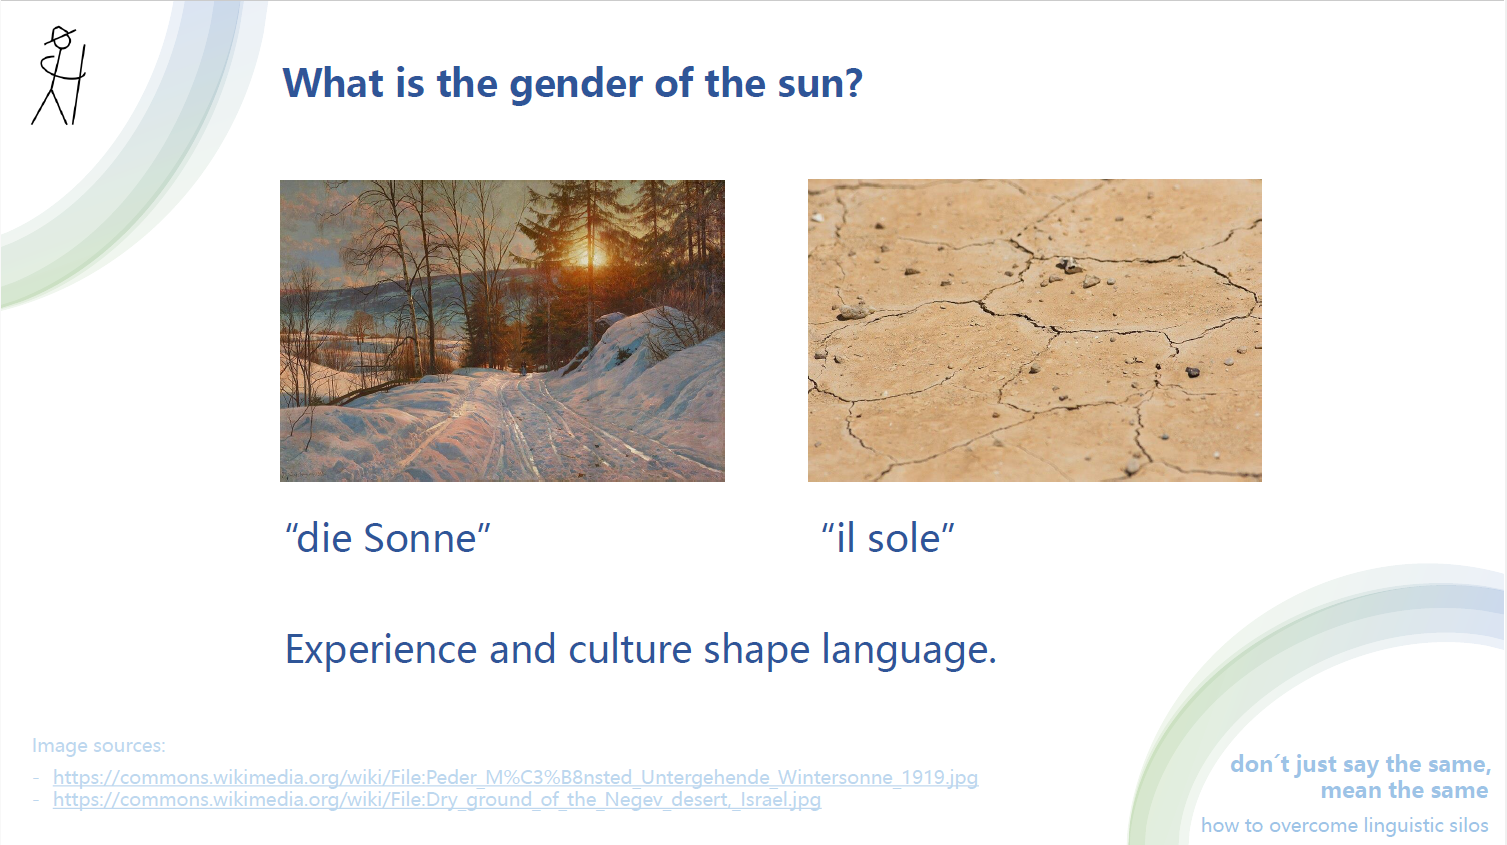 What is the gender of the sun?
“die Sonne”
“il sole”
Experience and culture shape language.
Image sources:
- https://commons.wikimedia.org/wiki/File:Peder_M%C3%B8nsted_Untergehende_Wintersonne_1919.jpg
- https://commons.wikimedia.org/wiki/File:Dry_ground_of_the_Negev_desert,_Israel.jpg
don´t just say the same,
mean the same
how to overcome linguistic silos